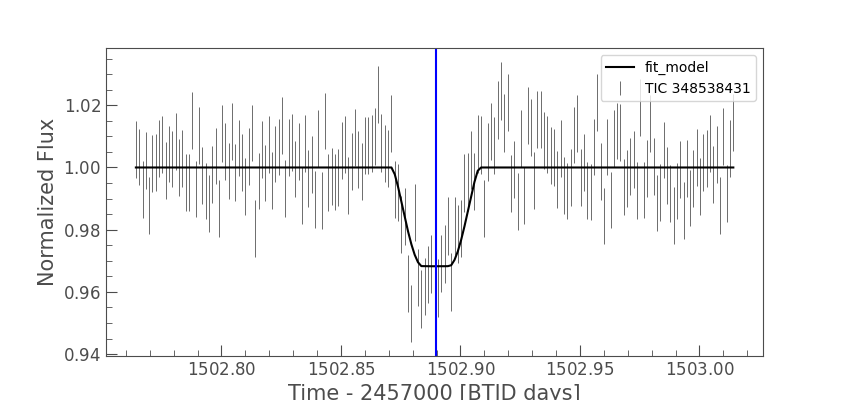 fit_model
TIC 348538431
Normalized Flux
1.02
1.00
0.98
0.96
0.94
1502.80 1502.85 1502.90 1502.95 1503.00
Time - 2457000 [BTJD days]